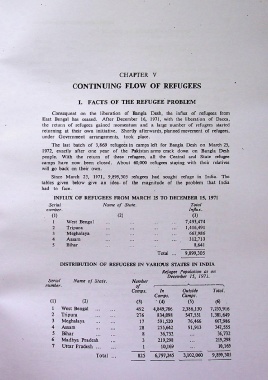 CHAPTER V
CONTINUING FLOW OF REFUGEES
I. FACTS OF THE REFUGEE PROBLEM
Consequent on the liberation of Bangla Desh, the influx of refugees from
East Bengal has ceased. After December 16, 1971, with the liberation of Dacca,
the return of refugees gained momentum and a large number of refugees started
returning at their own initiative. Shortly afterwards, planned movement of refugees,
under Government arrangements, took place.
The last batch of 3,869 refugees in camps left for Bangla Desh on March 25,
1972, exactly after one year of the Pakistan army crack down on Bangla Desh
people. With the return of these refugees, all the Central and State refugee
camps have now been closed. About 60,000 refugees staying with their relatives
will go back on their own.
Since March 25, 1971, 9,899,305 refugees had sought refuge in India. The
tables given below give an idea of the magnitude of the problem that India
had to face.
INFLUX OF REFUGEES FROM MARCH 25 TO DECEMBER 15, 1971
Serial number. Name of State. Total Influx.
(1) (2) (3)
1 West Bengal ... ... ... ... 7,493,474
2 Tripura ... ... ... ... 1,416,491
3 Meghalaya ... ... ... ... 667,986
4 Assam ... ... ... ... 312,713
5 Bihar ... ... ... ... 8,641
Total ... 9,899,305
DISTRIBUTION OF REFUGEES IN VARIOUS STATES IN INDIA
Refugee Population as on
December 15, 1971.
Serial number. Name of State. Number of Camps. In Camps. Outside Camps. Total.
(1) (2) (3) (4) (5) (6)
1 West Bengal ... ... 492 4,849,786 2,386,130 7,235,916
2 Tripura ... ... 276 834,098 547,551 1,381,649
3 Meghalaya ... ... 17 591,520 76,466 667,986
4 Assam ... ... 28 255,642 91,913 347,555
5 Bihar ... ... 8 36,732 ... 36,732
6 Madhya Pradesh ... ... 3 219,298 ... 219,298
7 Uttar Pradesh ... ... 1 10,169 ... 10,169
Total ... 825 6,797,245 3,102,060 9,899,305